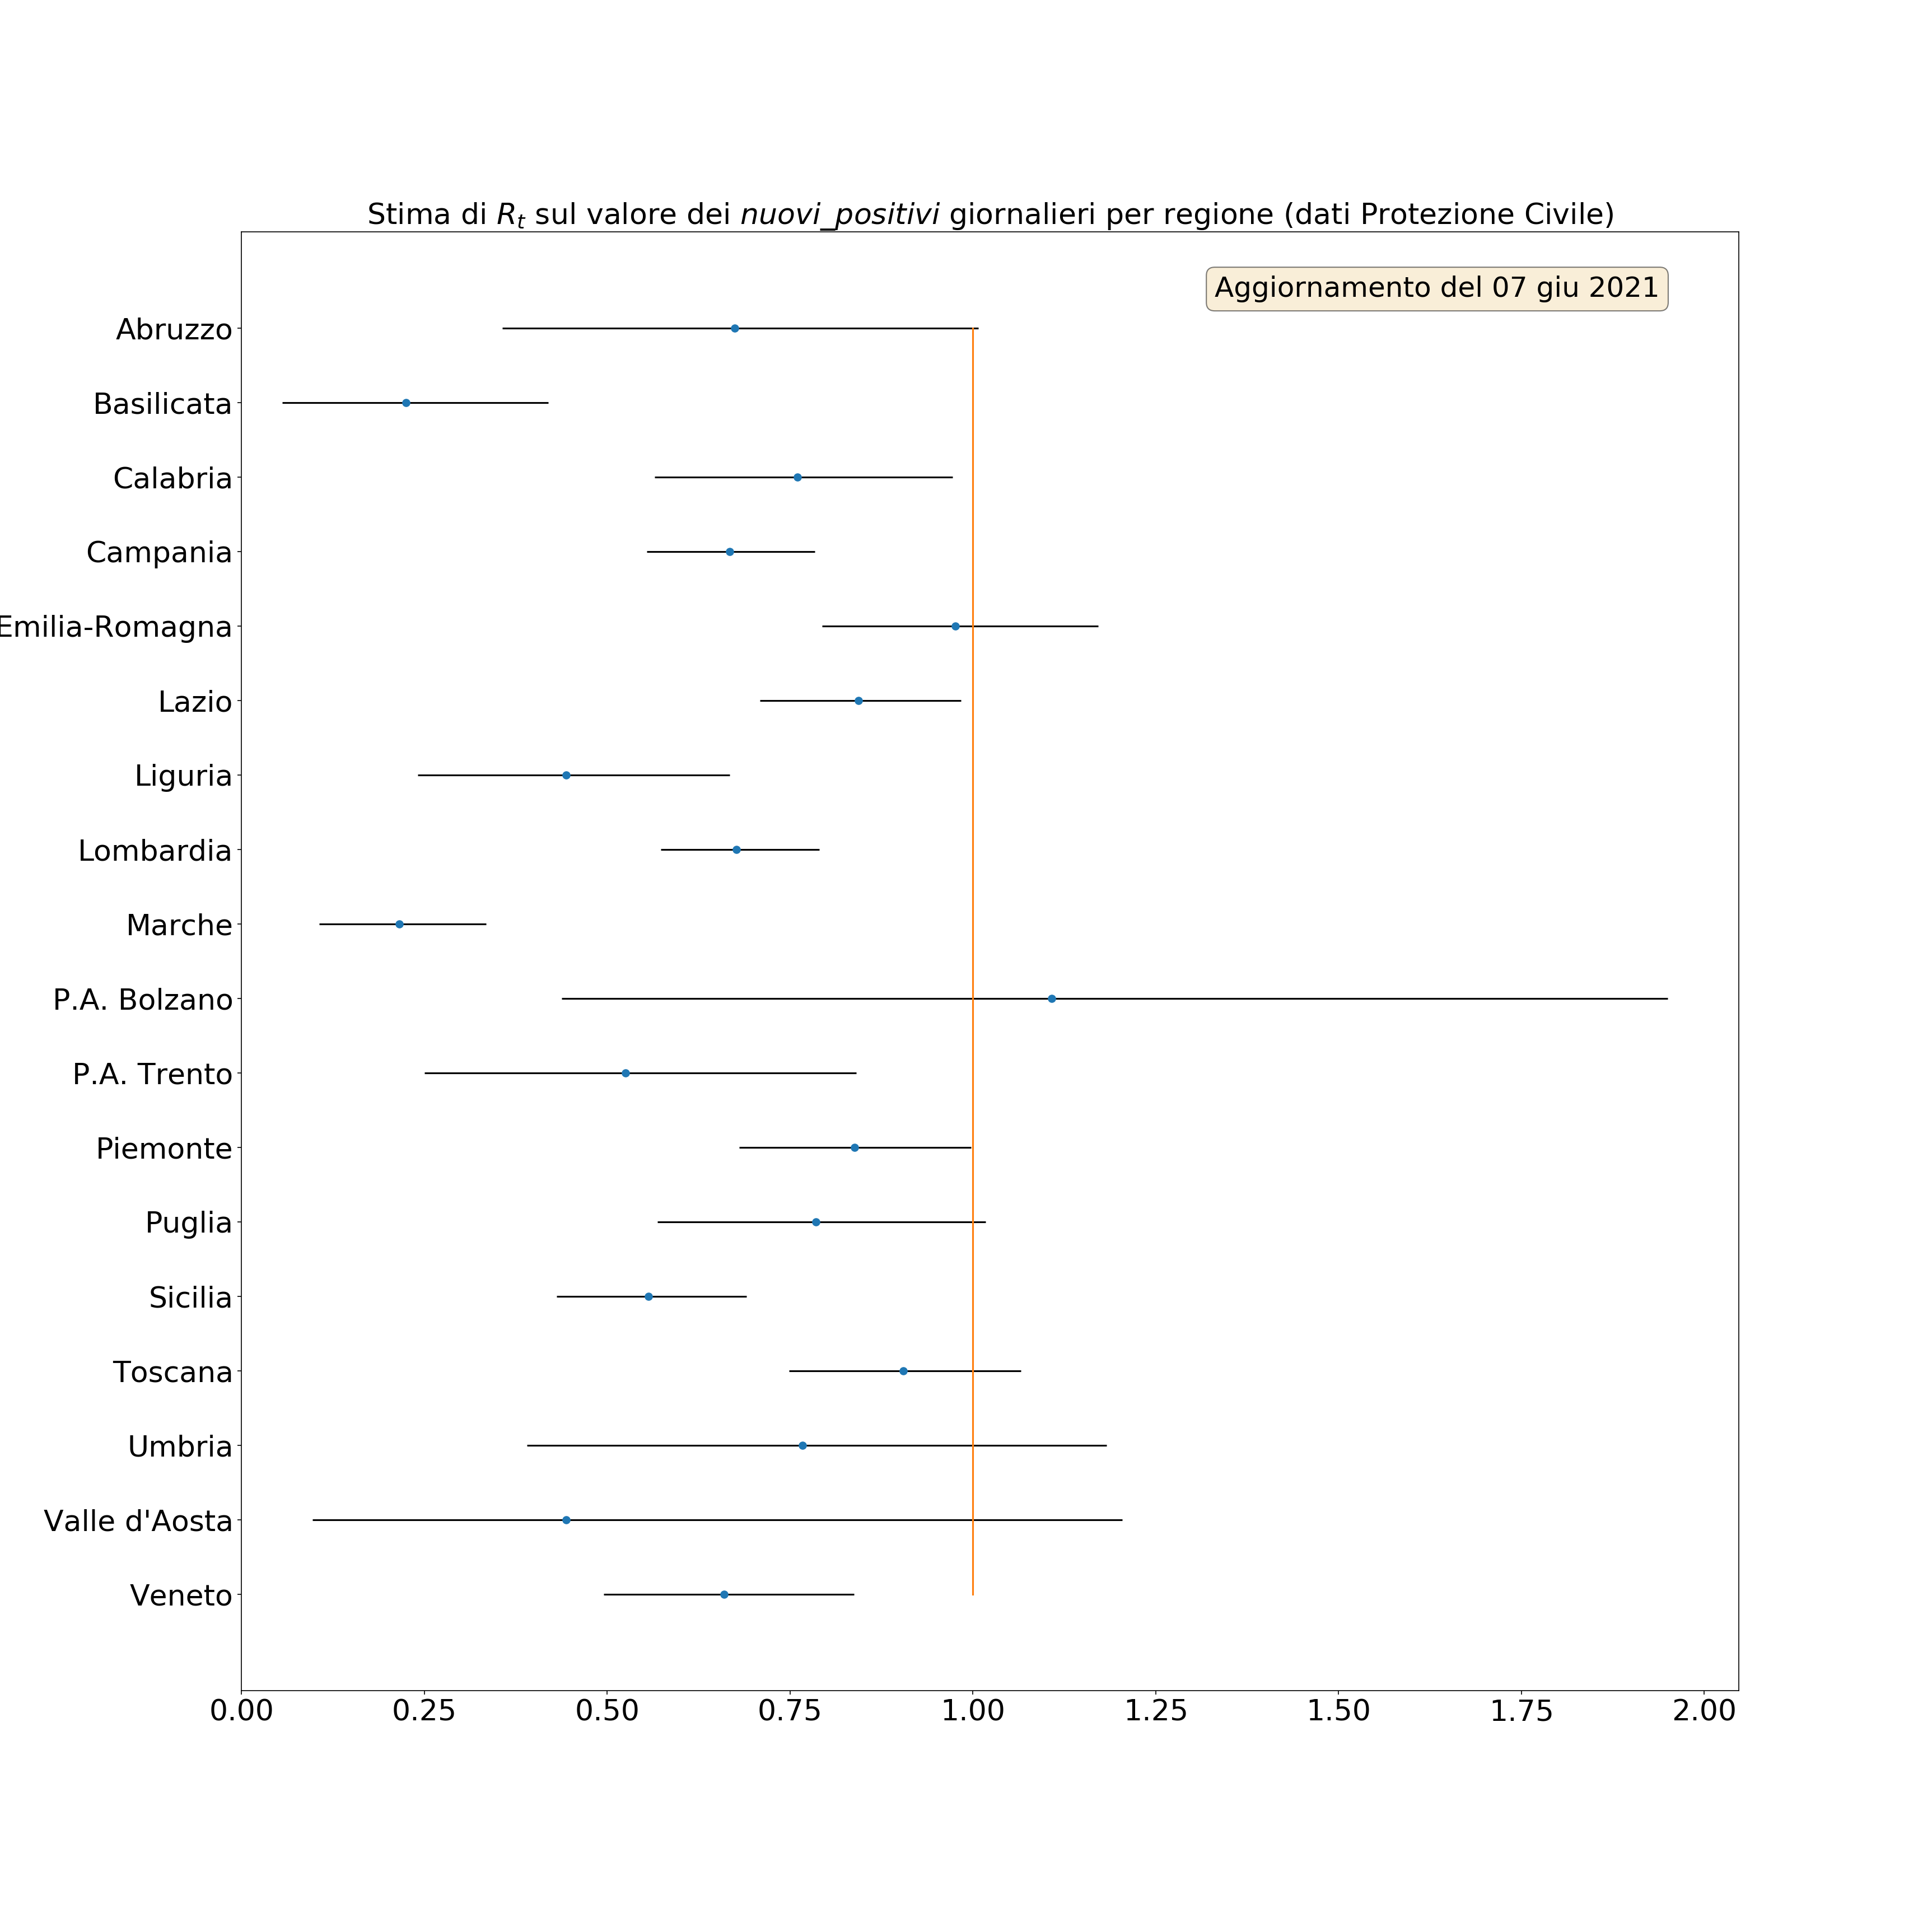 Stima di Rt sul valore dei nuovi_positivi giornalieri per regione (dati Protezione Civile)
Aggiornamento del 07 giu 2021
Abruzzo
Basilicata
Calabria
Campania
Emilia-Romagna
Lazio
Liguria
Lombardia
Marche
P.A. Bolzano
P.A. Trento
Piemonte
Puglia
Sicilia
Toscana
Umbria
Valle d'Aosta
Veneto
0.00 0.25 0.50 0.75 1.00 1.25 1.50 1.75 2.00